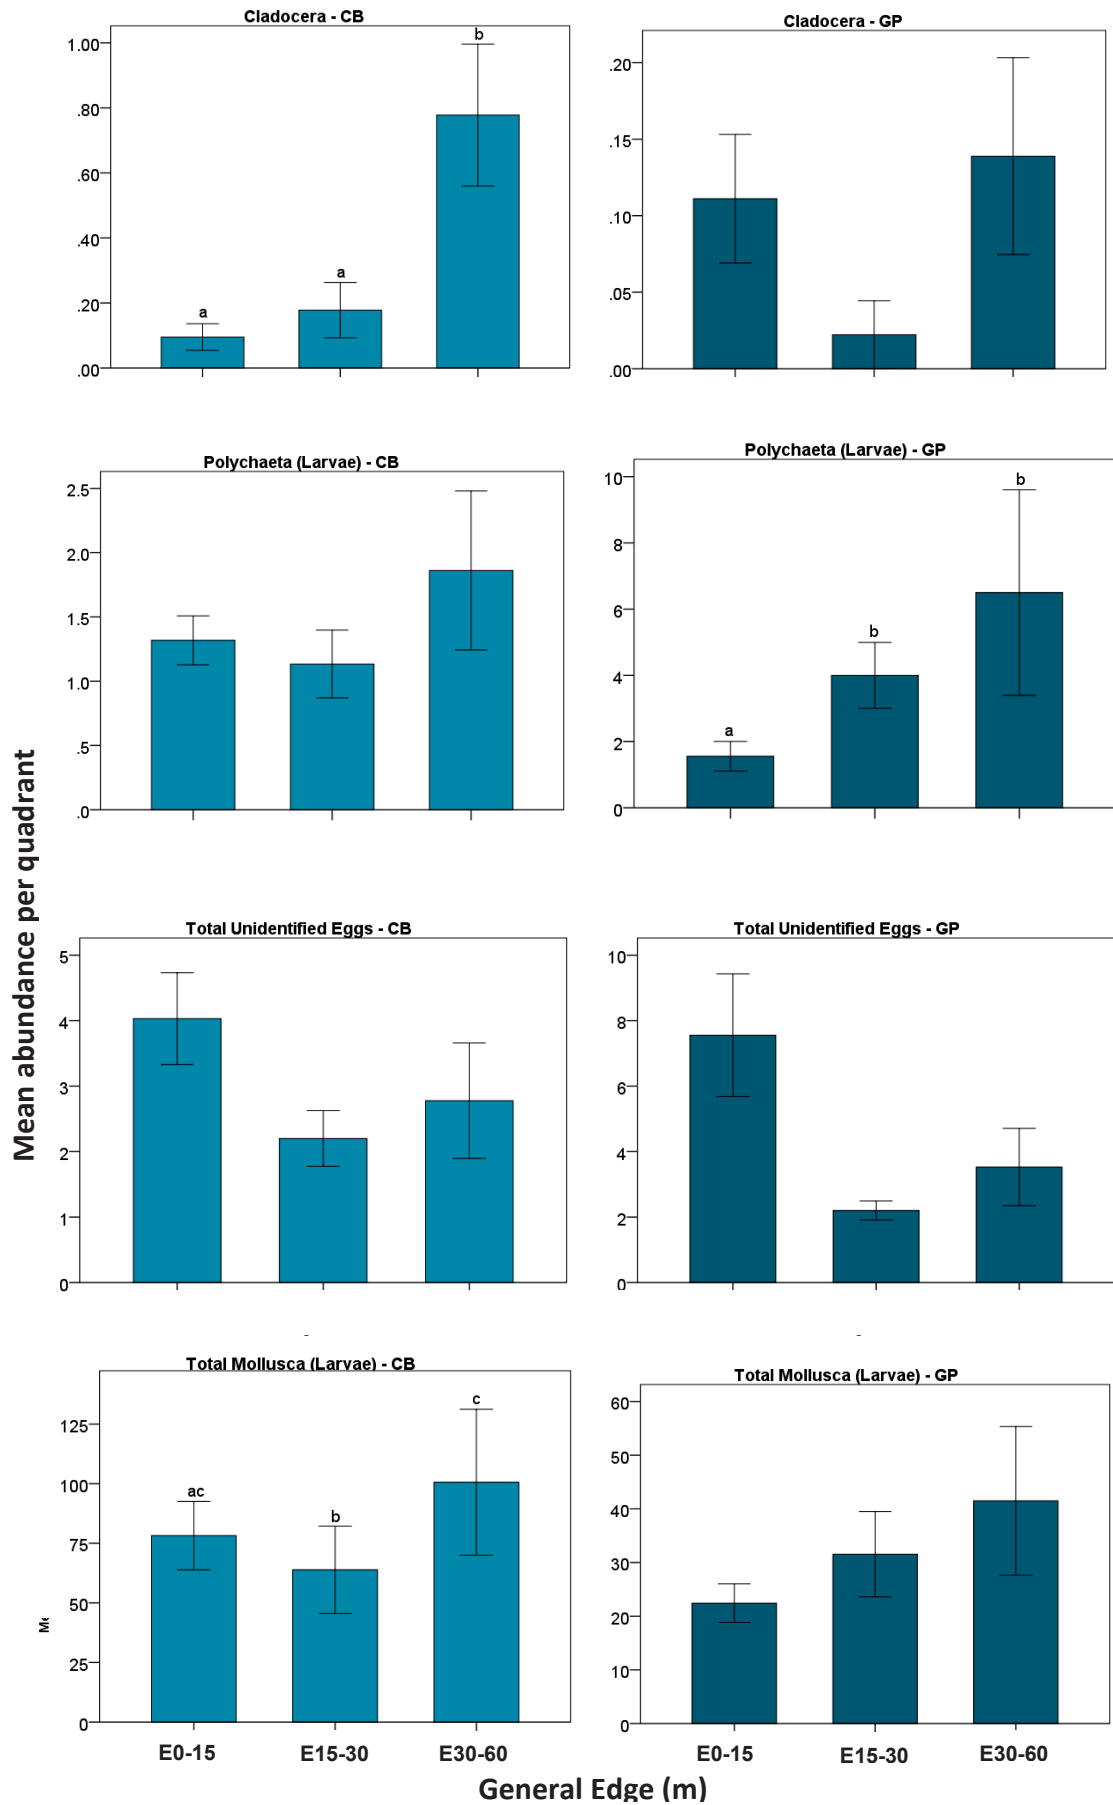 Cladocera - CB
1.00
.80
.60
.40
.20
.00
a
a
b
Cladocera - GP
.20
.15
.10
.05
.00
Polychaeta (Larvae) - CB
2.5
2.0
1.5
1.0
.5
.0
Polychaeta (Larvae) - GP
10
8
6
4
2
0
a
b
b
Mean abundance per quadrant
Total Unidentified Eggs - CB
5
4
3
2
1
0
Total Unidentified Eggs - GP
10
8
6
4
2
0
Total Mollusca (Larvae) - CB
125
100
75
50
25
0
ac
b
c
E0-15 E15-30 E30-60
Total Mollusca (Larvae) - GP
60
50
40
30
20
10
0
E0-15 E15-30 E30-60
General Edge (m)